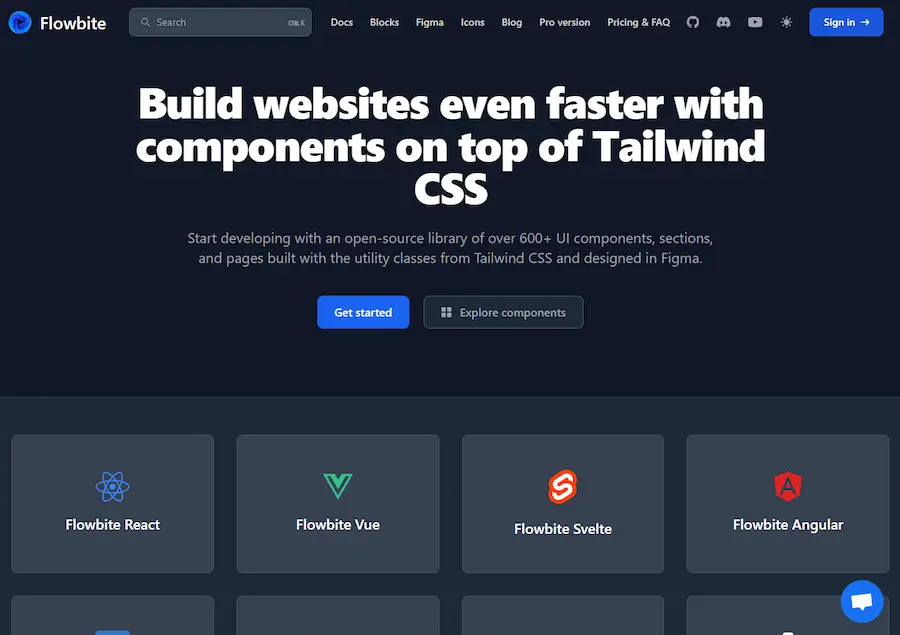 Flowbite
Search
CTRL K
Docs
Blocks
Figma
Icons
Blog
Pro version
Pricing & FAQ
Sign in →
Build websites even faster with
components on top of Tailwind
CSS
Start developing with an open-source library of over 600+ UI components, sections,
and pages built with the utility classes from Tailwind CSS and designed in Figma.
Get started
Explore components
Flowbite React
Flowbite Vue
Flowbite Svelte
Flowbite Angular